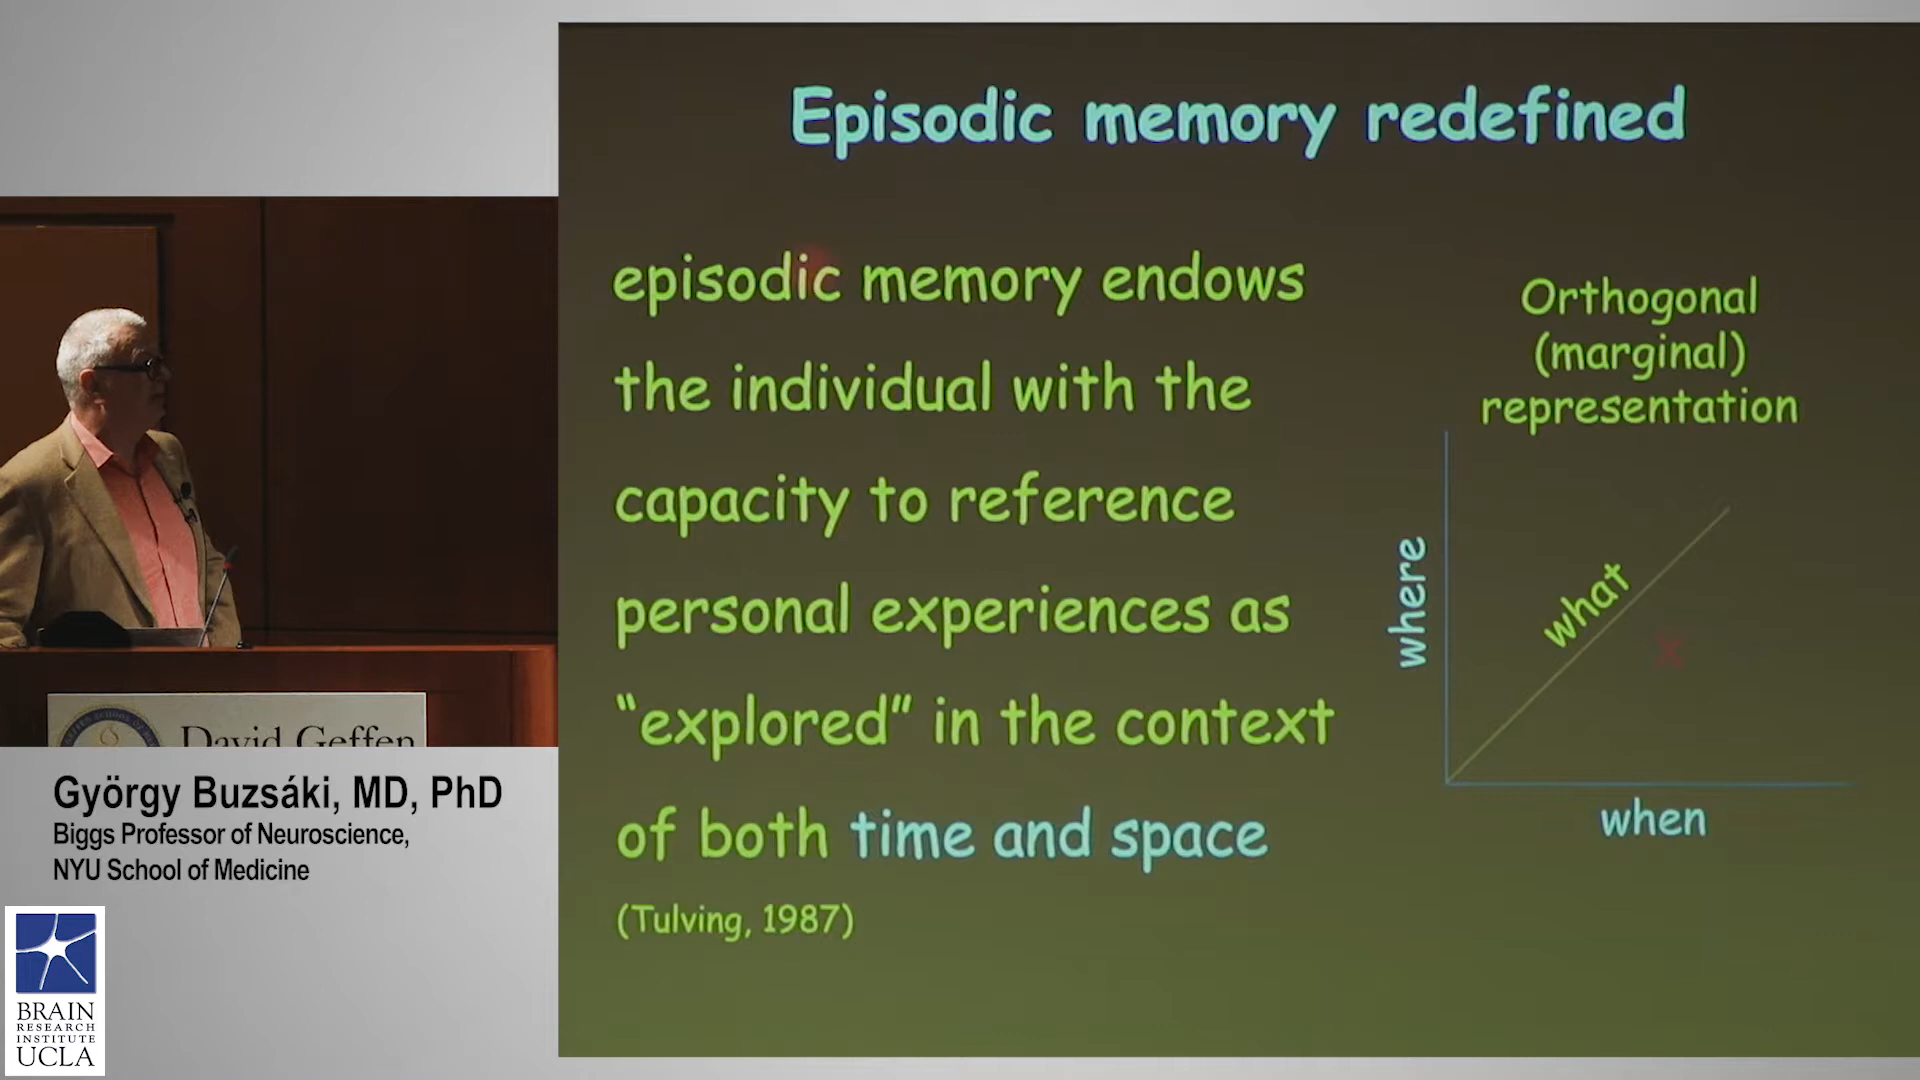 Episodic memory redefined
episodic memory endows
the individual with the
capacity to reference
personal experiences as
“explored” in the context
of both time and space
(Tulving, 1987)
Orthogonal
(marginal)
representation
where
what
x
when
David Geffen
György Buzsáki, MD, PhD
Biggs Professor of Neuroscience,
NYU School of Medicine
BRAIN
RESEARCH
INSTITUTE
UCLA